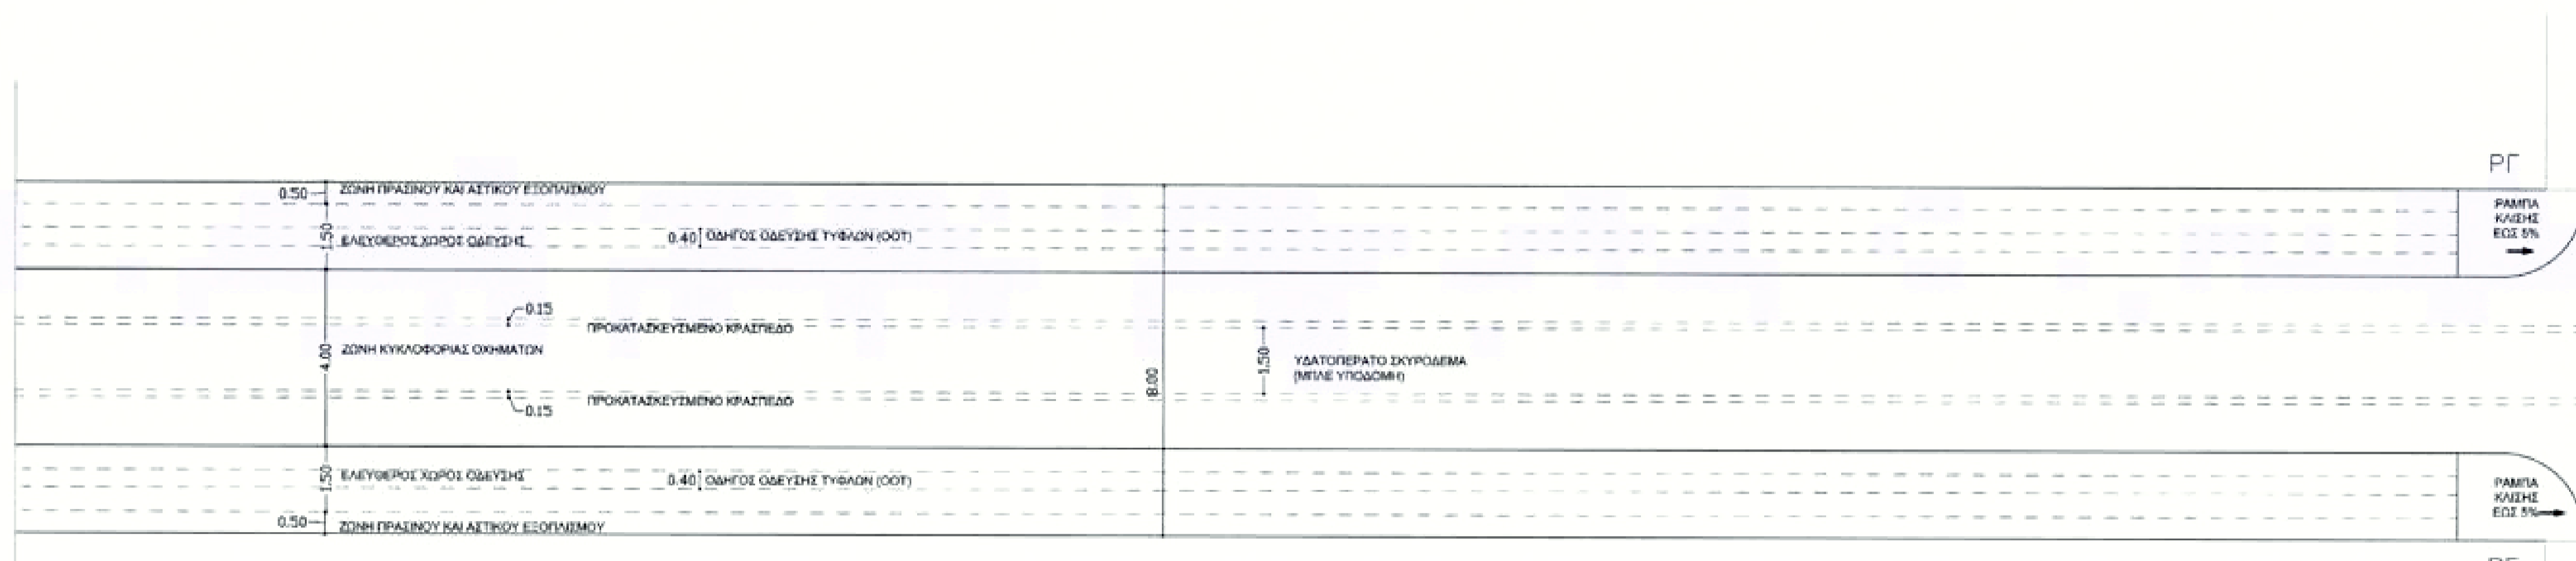 ΡΓ
0.50 ΖΩΝΗ ΠΡΑΣΙΝΟΥ ΚΑΙ ΑΣΤΙΚΟΥ ΕΞΟΠΛΙΣΜΟΥ
ΡΑΜΠΑ
ΚΛΙΣΗΣ
ΕΩΣ 5%
1.50 ΕΛΕΥΘΕΡΟΣ ΧΩΡΟΣ ΟΔΕΥΣΗΣ
0.40 ΟΔΗΓΟΣ ΟΔΕΥΣΗΣ ΤΥΦΛΩΝ (ΟΟΤ)
0.15
ΠΡΟΚΑΤΑΣΚΕΥΣΜΕΝΟ ΚΡΑΣΠΕΔΟ
4.00 ΖΩΝΗ ΚΥΚΛΟΦΟΡΙΑΣ ΟΧΗΜΑΤΩΝ
8.00
1.50
ΥΔΑΤΟΠΕΡΑΤΟ ΣΚΥΡΟΔΕΜΑ
(ΜΠΛΕ ΥΠΟΔΟΜΗ)
ΠΡΟΚΑΤΑΣΚΕΥΣΜΕΝΟ ΚΡΑΣΠΕΔΟ
0.15
1.50 ΕΛΕΥΘΕΡΟΣ ΧΩΡΟΣ ΟΔΕΥΣΗΣ
0.40 ΟΔΗΓΟΣ ΟΔΕΥΣΗΣ ΤΥΦΛΩΝ (ΟΟΤ)
ΡΑΜΠΑ
ΚΛΙΣΗΣ
ΕΩΣ 5%
0.50 ΖΩΝΗ ΠΡΑΣΙΝΟΥ ΚΑΙ ΑΣΤΙΚΟΥ ΕΞΟΠΛΙΣΜΟΥ